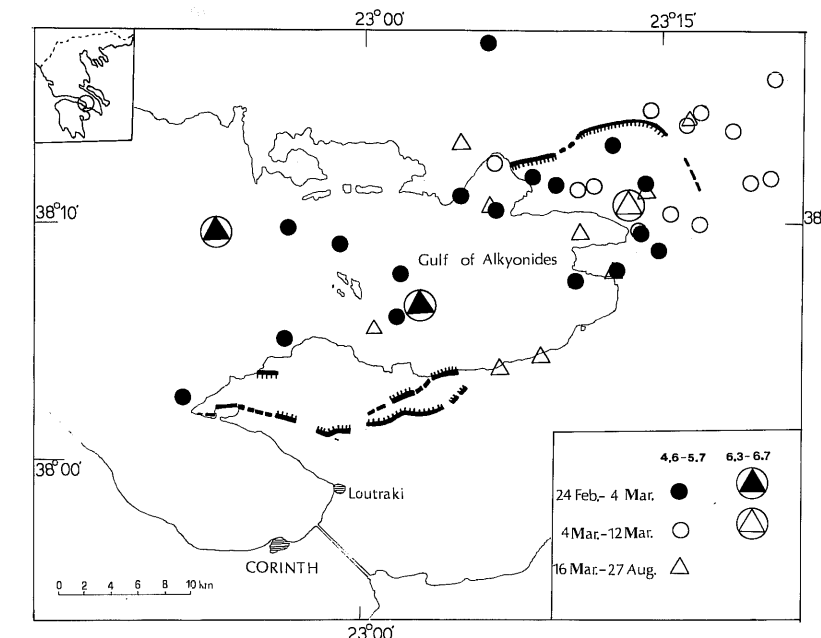 23°00′ 23°15′
38°10′ 38
Gulf of Alkyonides
38°00′
Loutraki
CORINTH
0 2 4 6 8 10 km
4,6-5.7 6,3-6.7
24 Feb.- 4 Mar.
4 Mar.-12 Mar.
16 Mar.-27 Aug.
23°00′